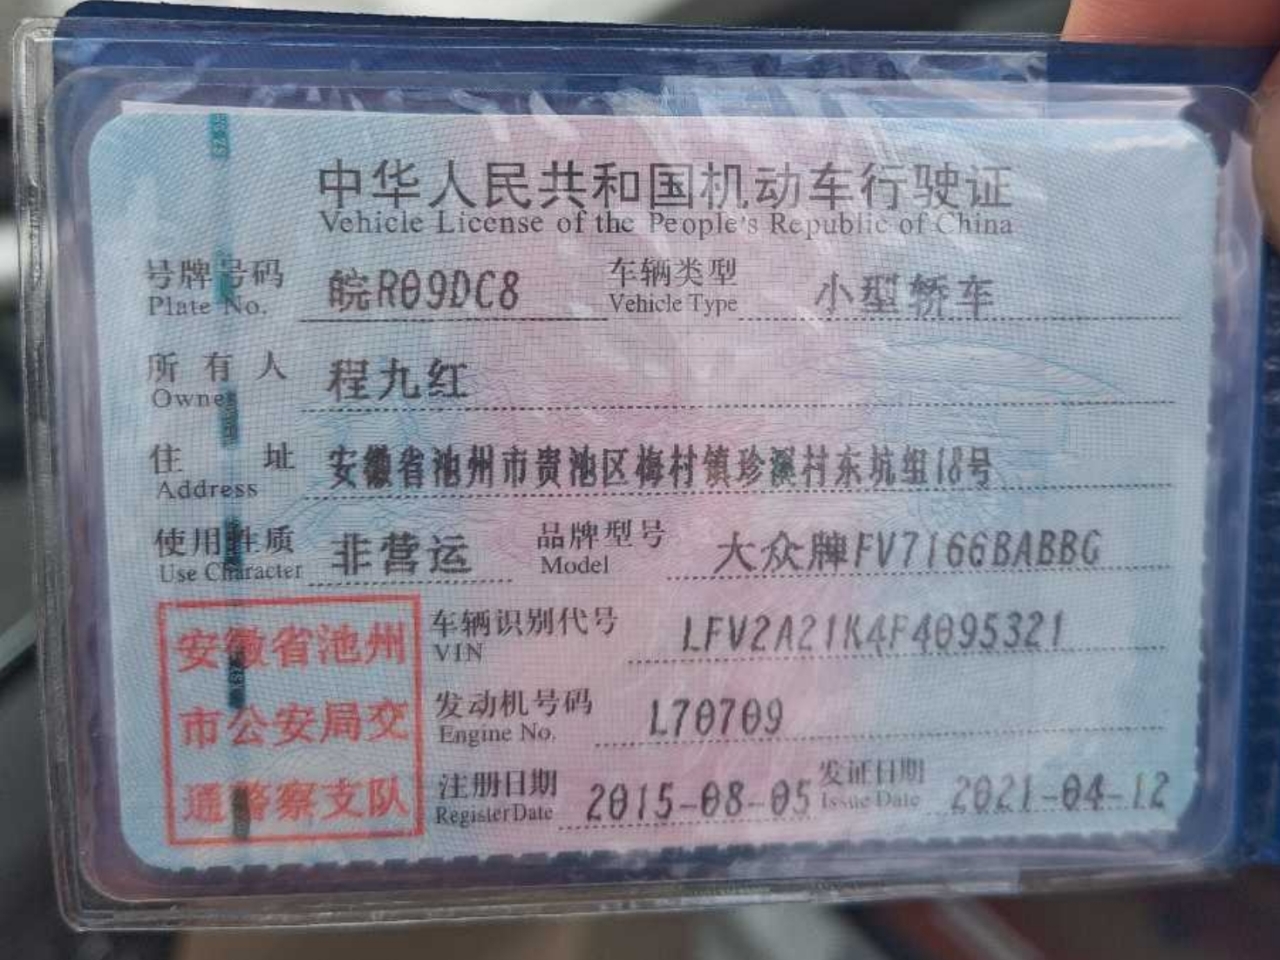 中华人民共和国机动车行驶证
Vehicle License of the People's Republic of China
号牌号码 皖R09DC8 车辆类型 小型轿车
Plate No. Vehicle Type
所有人 程九红
Owner
住址 安徽省池州市贵池区梅村镇珍溪村东坑组18号
Address
使用性质 非营运 品牌型号 大众牌FV7166BABBG
Use Character Model
安徽省池州
市公安局交
通警察支队
车辆识别代号 LFV2A21K4F4095321
VIN
发动机号码 L70709
Engine No.
注册日期 2015-08-05 发证日期 2021-04-12
Register Date Issue Date